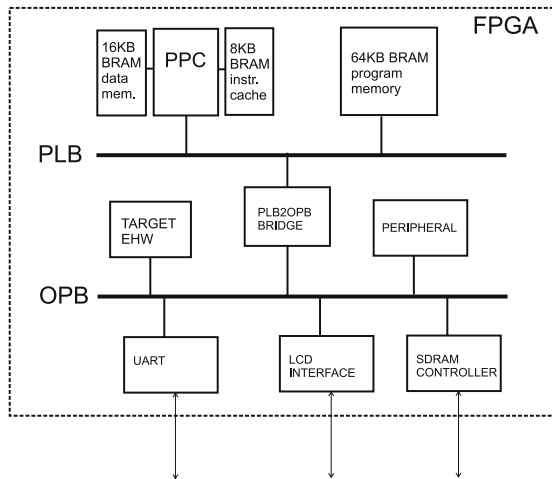 FPGA
16KB
BRAM
data
mem.
PPC
8KB
BRAM
instr.
cache
64KB BRAM
program
memory
PLB
TARGET
EHW
PLB2OPB
BRIDGE
PERIPHERAL
OPB
UART
LCD
INTERFACE
SDRAM
CONTROLLER